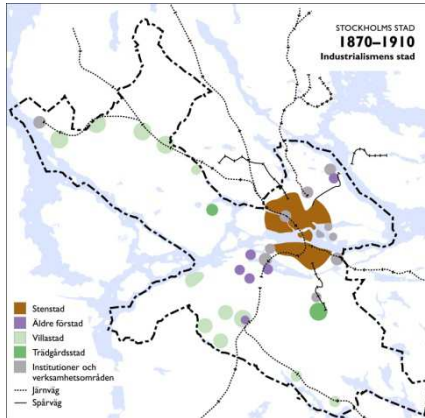 STOCKHOLMS STAD
1870–1910
Industrialismens stad
Stenstad
Äldre förstad
Villastad
Trädgårdsstad
Institutioner och
verksamhetsområden
Järnväg
Spårväg